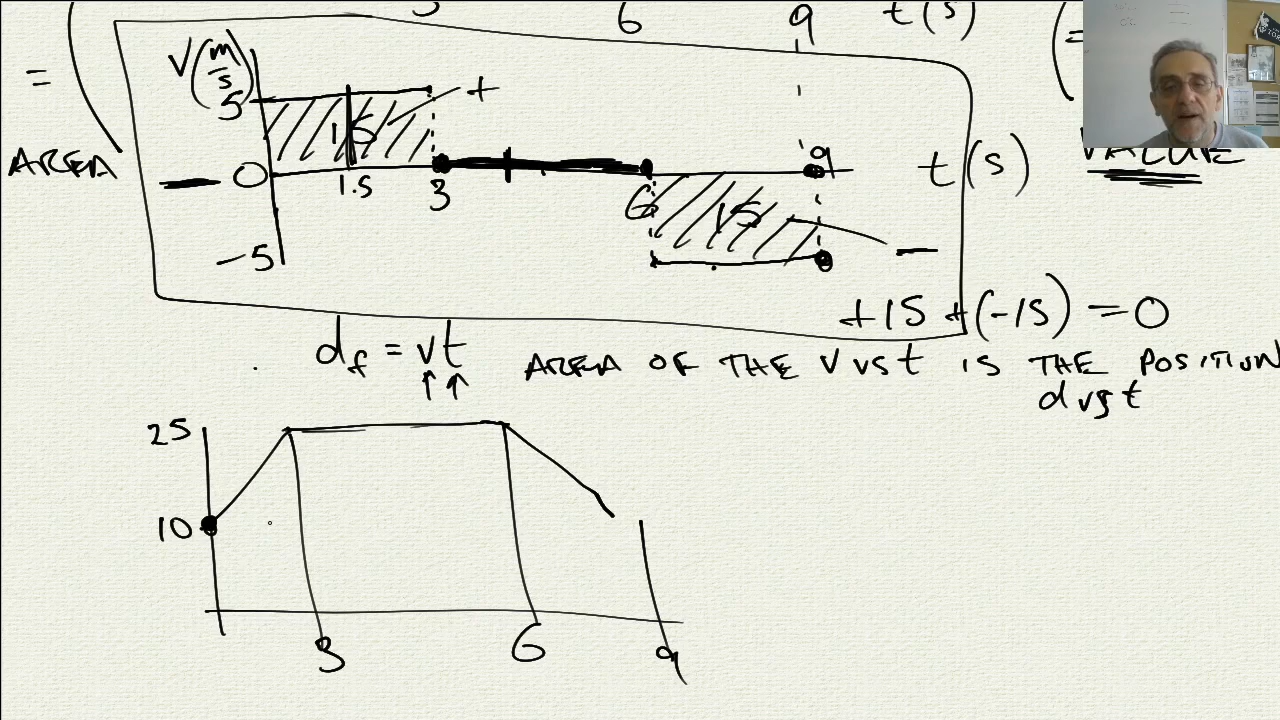 6 9 t(s)
V(m/s)
=
5 15 +
AREA 0 1.5 3 6 9 t(s) VALUE
15
-5 -
+15 + (-15) = 0
df = vt AREA OF THE V vs t IS THE POSITION
d vs t
25
10
3 6 9